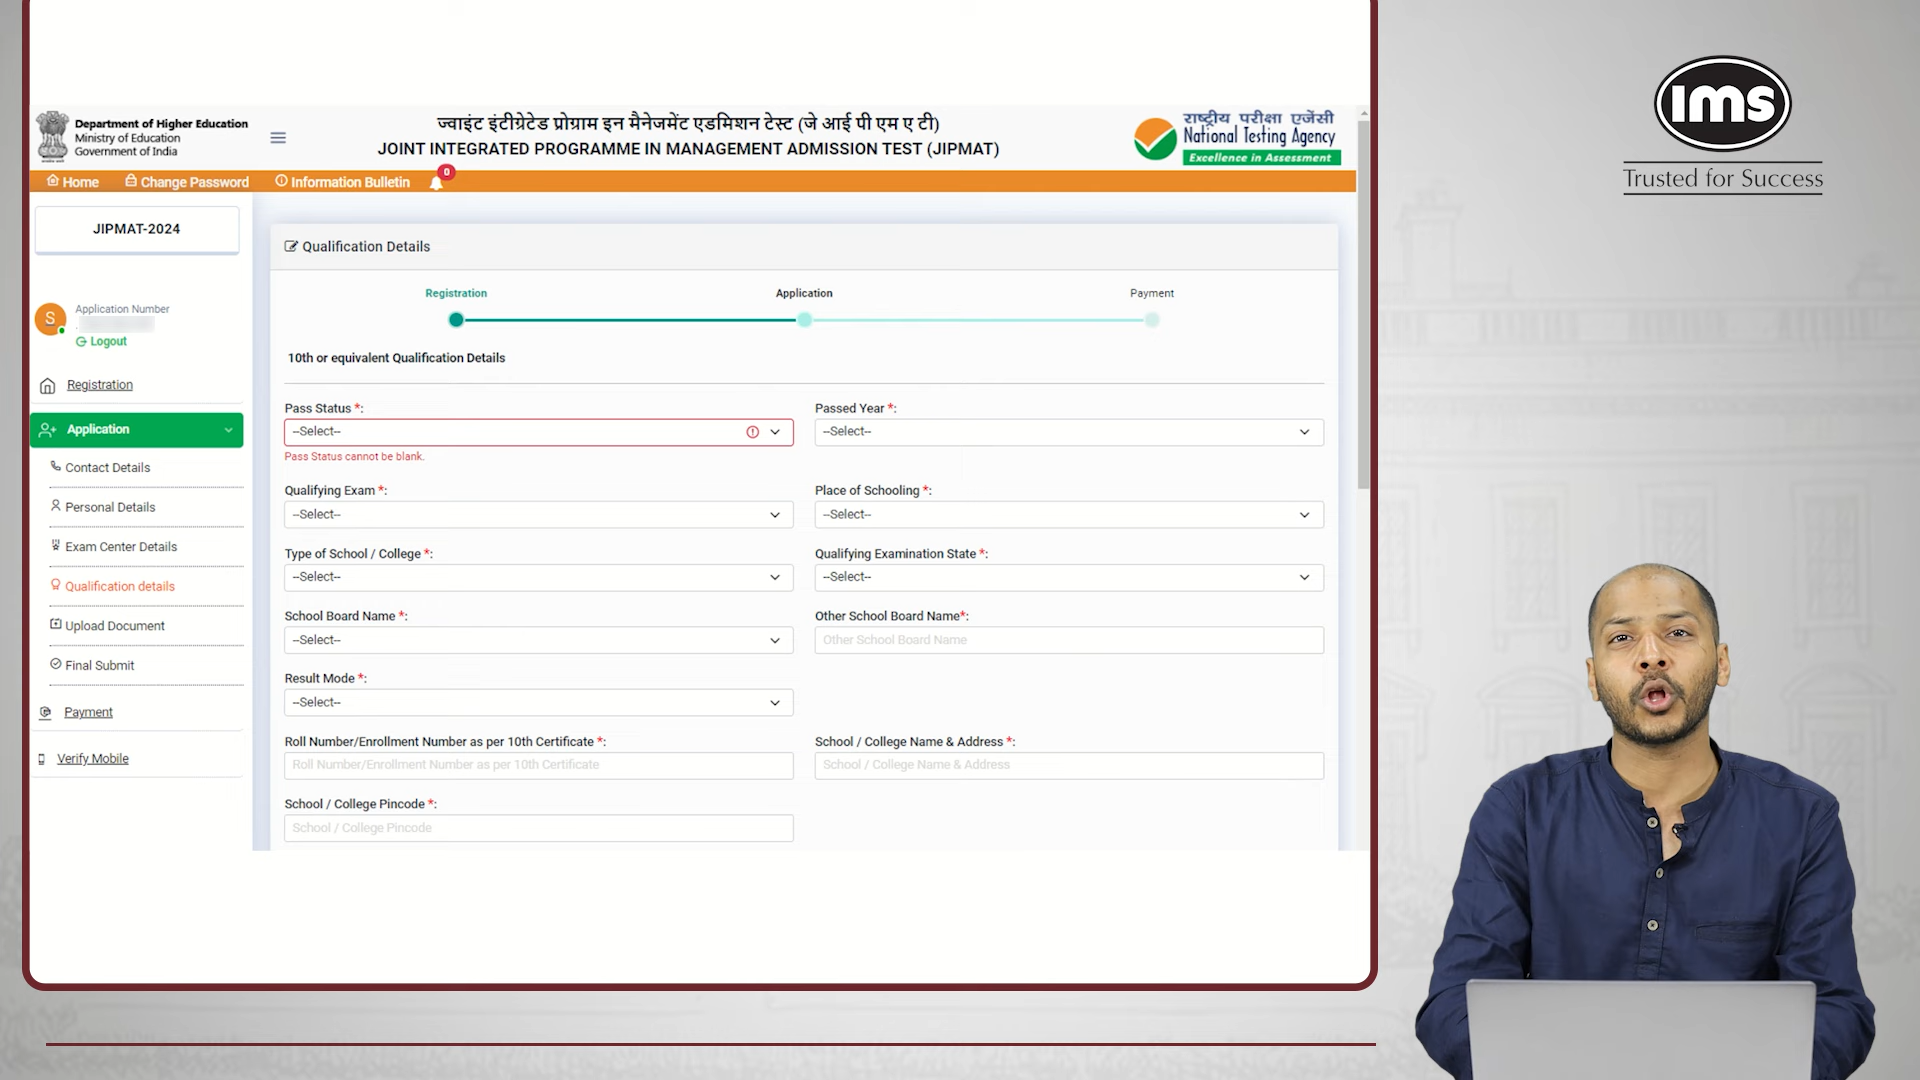 ims
Trusted for Success
Department of Higher Education
Ministry of Education
Government of India
ज्वाइंट इंटीग्रेटेड प्रोग्राम इन मैनेजमेंट एडमिशन टेस्ट (जे आई पी एम ए टी)
JOINT INTEGRATED PROGRAMME IN MANAGEMENT ADMISSION TEST (JIPMAT)
राष्ट्रीय परीक्षा एजेंसी
National Testing Agency
Excellence in Assessment
Home Change Password Information Bulletin 0
JIPMAT-2024
S
Application Number
Logout
Registration
Application
Contact Details
Personal Details
Exam Center Details
Qualification details
Upload Document
Final Submit
Payment
Verify Mobile
Qualification Details
Registration Application Payment
10th or equivalent Qualification Details
Pass Status *: Passed Year *:
--Select-- --Select--
Pass Status cannot be blank.
Qualifying Exam *: Place of Schooling *:
--Select-- --Select--
Type of School / College *: Qualifying Examination State *:
--Select-- --Select--
School Board Name *: Other School Board Name*:
--Select-- Other School Board Name
Result Mode *:
--Select--
Roll Number/Enrollment Number as per 10th Certificate *: School / College Name & Address *:
Roll Number/Enrollment Number as per 10th Certificate School / College Name & Address
School / College Pincode *:
School / College Pincode